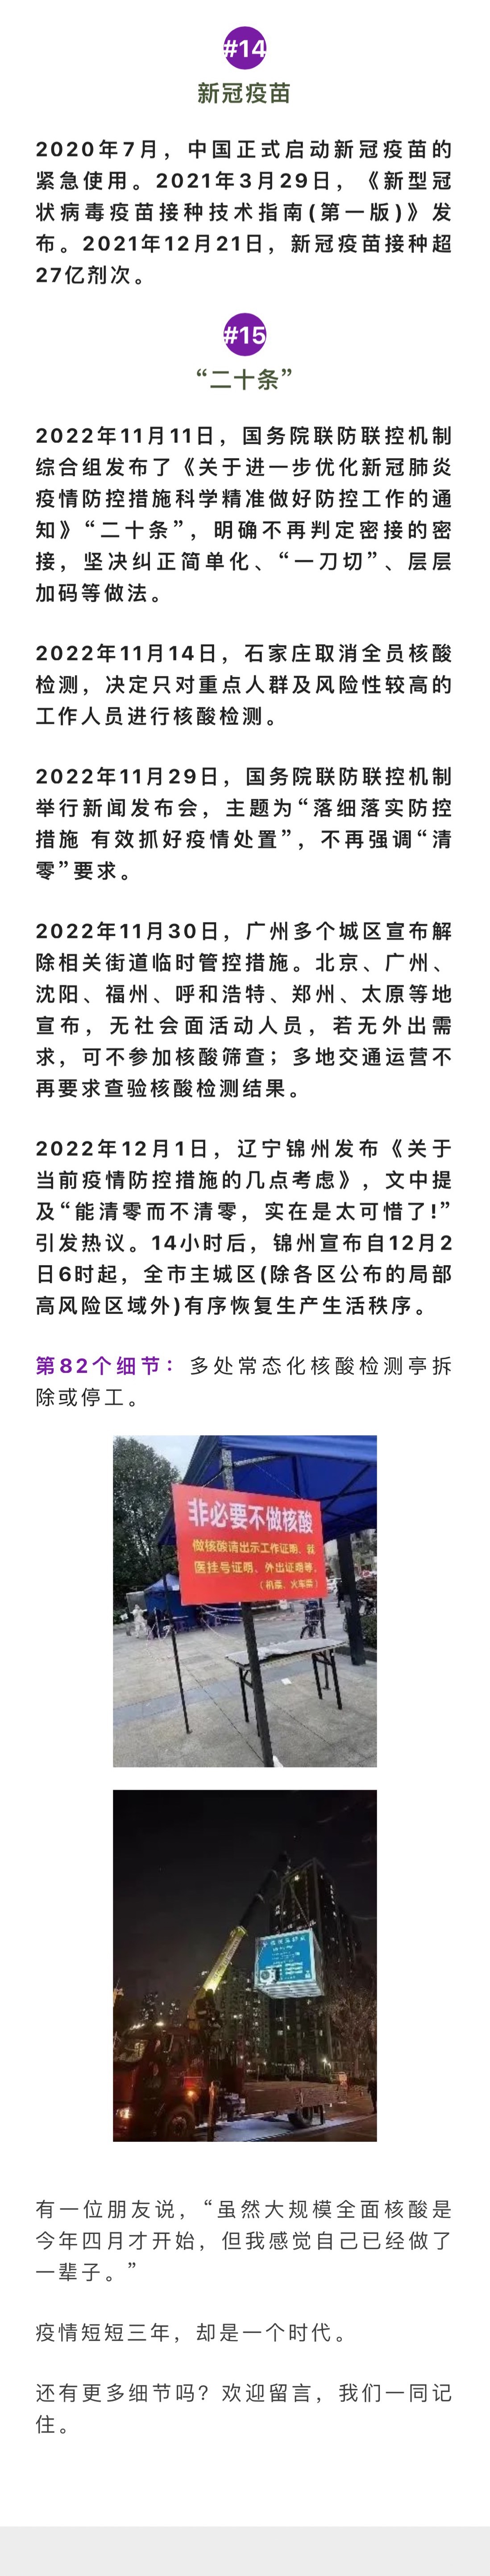 #14
新冠疫苗
2020年7月，中国正式启动新冠疫苗的
紧急使用。2021年3月29日，《新型冠
状病毒疫苗接种技术指南(第一版)》发
布。2021年12月21日，新冠疫苗接种超
27亿剂次。
#15
“二十条”
2022年11月11日，国务院联防联控机制
综合组发布了《关于进一步优化新冠肺炎
疫情防控措施科学精准做好防控工作的通
知》“二十条”，明确不再判定密接的密
接，坚决纠正简单化、“一刀切”、层层
加码等做法。
2022年11月14日，石家庄取消全员核酸
检测，决定只对重点人群及风险性较高的
工作人员进行核酸检测。
2022年11月29日，国务院联防联控机制
举行新闻发布会，主题为“落细落实防控
措施 有效抓好疫情处置”，不再强调“清
零”要求。
2022年11月30日，广州多个城区宣布解
除相关街道临时管控措施。北京、广州、
沈阳、福州、呼和浩特、郑州、太原等地
宣布，无社会面活动人员，若无外出需
求，可不参加核酸筛查；多地交通运营不
再要求查验核酸检测结果。
2022年12月1日，辽宁锦州发布《关于
当前疫情防控措施的几点考虑》，文中提
及“能清零而不清零，实在是太可惜了!”
引发热议。14小时后，锦州宣布自12月2
日6时起，全市主城区(除各区公布的局部
高风险区域外)有序恢复生产生活秩序。
第82个细节：多处常态化核酸检测亭拆
除或停工。
非必要不做核酸
做核酸请出示工作证明、就
医挂号证明、外出证明等。
（机票、火车票）
有一位朋友说，“虽然大规模全面核酸是
今年四月才开始，但我感觉自己已经做了
一辈子。”
疫情短短三年，却是一个时代。
还有更多细节吗？欢迎留言，我们一同记
住。